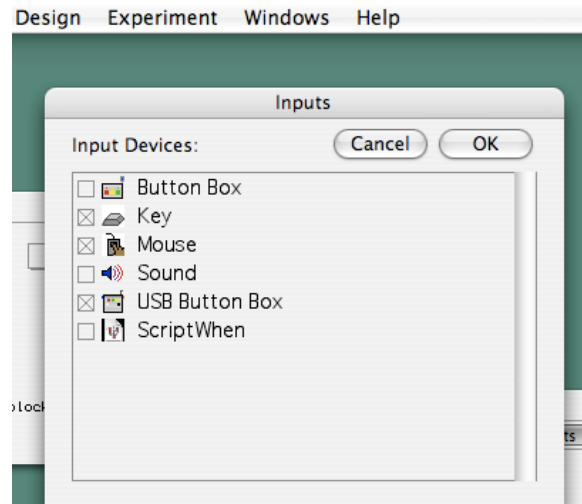 Design Experiment Windows Help
Inputs
Input Devices: Cancel OK
Button Box
Key
Mouse
Sound
USB Button Box
ScriptWhen